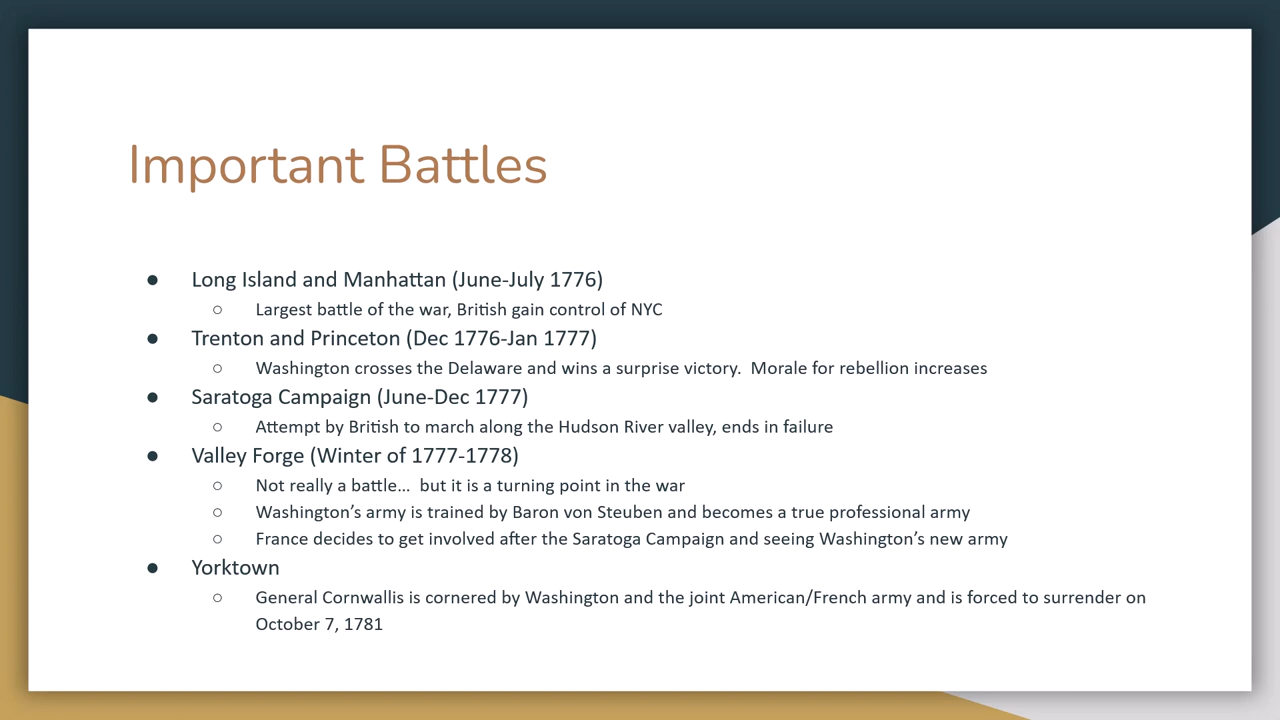 Important Battles
● Long Island and Manhattan (June-July 1776)
○ Largest battle of the war, British gain control of NYC
● Trenton and Princeton (Dec 1776-Jan 1777)
○ Washington crosses the Delaware and wins a surprise victory.  Morale for rebellion increases
● Saratoga Campaign (June-Dec 1777)
○ Attempt by British to march along the Hudson River valley, ends in failure
● Valley Forge (Winter of 1777-1778)
○ Not really a battle...  but it is a turning point in the war
○ Washington’s army is trained by Baron von Steuben and becomes a true professional army
○ France decides to get involved after the Saratoga Campaign and seeing Washington’s new army
● Yorktown
○ General Cornwallis is cornered by Washington and the joint American/French army and is forced to surrender on
October 7, 1781